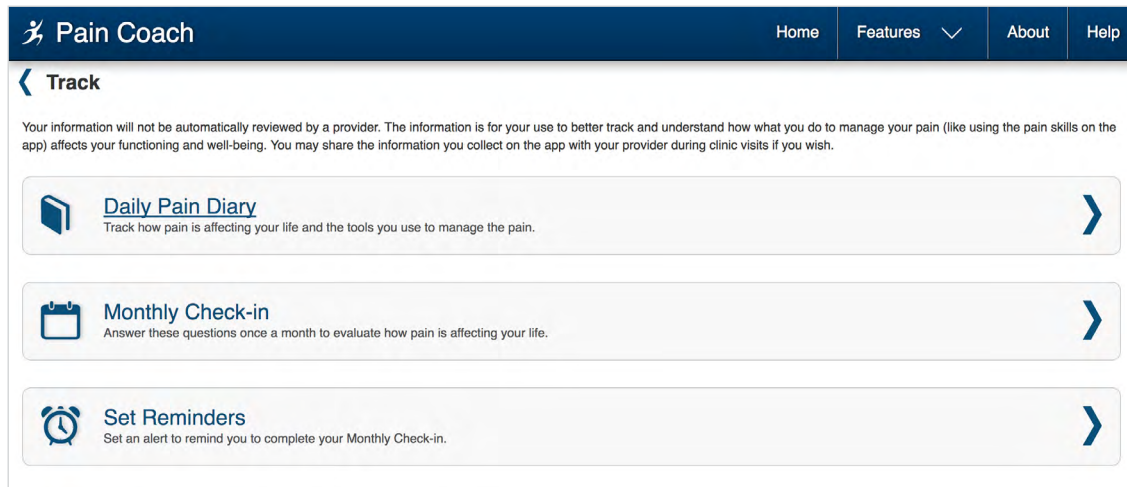 Pain Coach
Home Features About Help
Track
Your information will not be automatically reviewed by a provider. The information is for your use to better track and understand how what you do to manage your pain (like using the pain skills on the
app) affects your functioning and well-being. You may share the information you collect on the app with your provider during clinic visits if you wish.
Daily Pain Diary
Track how pain is affecting your life and the tools you use to manage the pain.
Monthly Check-in
Answer these questions once a month to evaluate how pain is affecting your life.
Set Reminders
Set an alert to remind you to complete your Monthly Check-in.